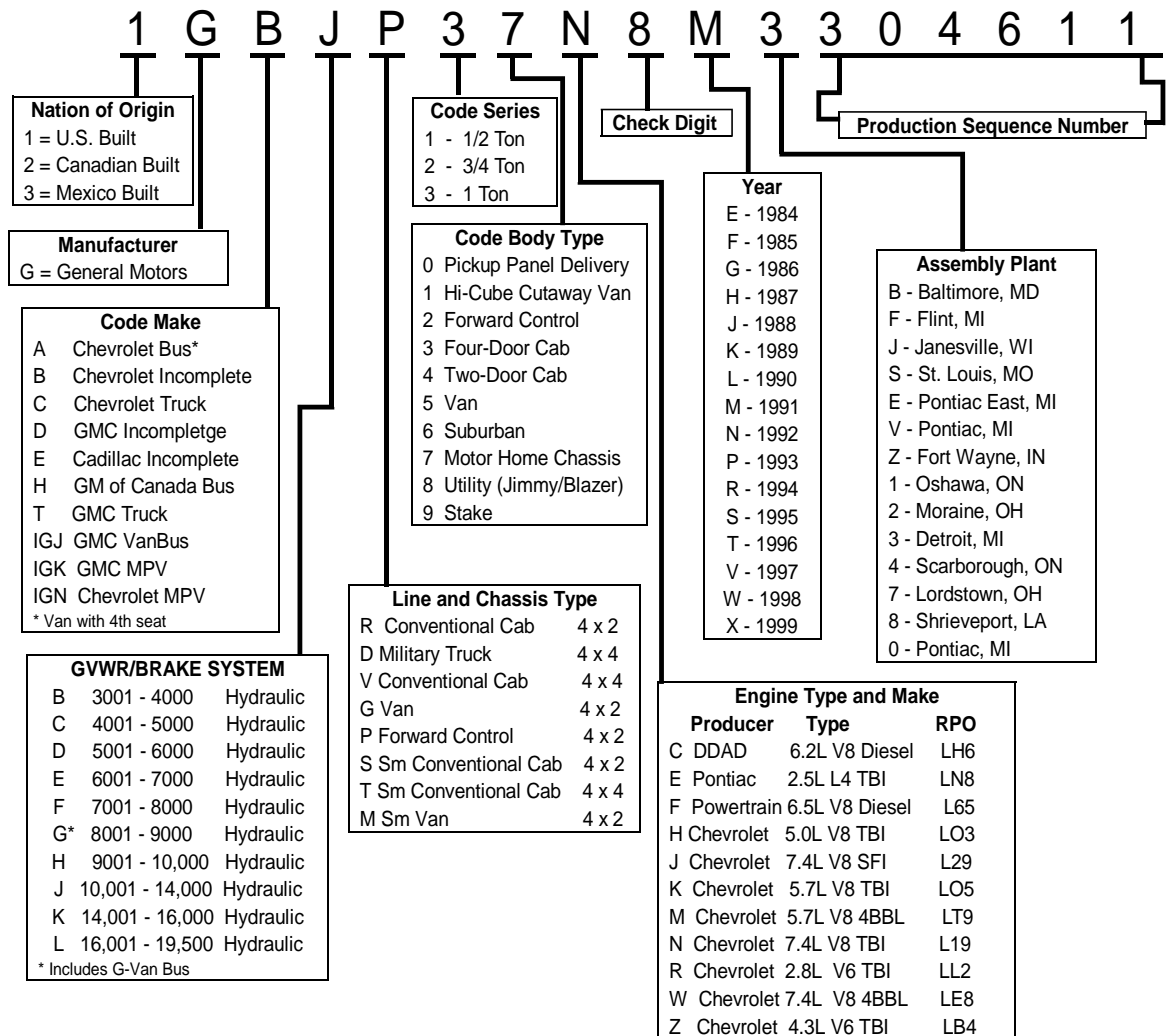 1 G B J P 3 7 N 8 M 3 3 0 4 6 1 1
Nation of Origin
1 = U.S. Built
2 = Canadian Built
3 = Mexico Built
Manufacturer
G = General Motors
Code Make
A Chevrolet Bus*
B Chevrolet Incomplete
C Chevrolet Truck
D GMC Incompletge
E Cadillac Incomplete
H GM of Canada Bus
T GMC Truck
IGJ GMC VanBus
IGK GMC MPV
IGN Chevrolet MPV
* Van with 4th seat
GVWR/BRAKE SYSTEM
B 3001 - 4000 Hydraulic
C 4001 - 5000 Hydraulic
D 5001 - 6000 Hydraulic
E 6001 - 7000 Hydraulic
F 7001 - 8000 Hydraulic
G* 8001 - 9000 Hydraulic
H 9001 - 10,000 Hydraulic
J 10,001 - 14,000 Hydraulic
K 14,001 - 16,000 Hydraulic
L 16,001 - 19,500 Hydraulic
* Includes G-Van Bus
Code Series
1 - 1/2 Ton
2 - 3/4 Ton
3 - 1 Ton
Code Body Type
0 Pickup Panel Delivery
1 Hi-Cube Cutaway Van
2 Forward Control
3 Four-Door Cab
4 Two-Door Cab
5 Van
6 Suburban
7 Motor Home Chassis
8 Utility (Jimmy/Blazer)
9 Stake
Line and Chassis Type
R Conventional Cab 4 x 2
D Military Truck 4 x 4
V Conventional Cab 4 x 4
G Van 4 x 2
P Forward Control 4 x 2
S Sm Conventional Cab 4 x 2
T Sm Conventional Cab 4 x 4
M Sm Van 4 x 2
Check Digit
Year
E - 1984
F - 1985
G - 1986
H - 1987
J - 1988
K - 1989
L - 1990
M - 1991
N - 1992
P - 1993
R - 1994
S - 1995
T - 1996
V - 1997
W - 1998
X - 1999
Production Sequence Number
Assembly Plant
B - Baltimore, MD
F - Flint, MI
J - Janesville, WI
S - St. Louis, MO
E - Pontiac East, MI
V - Pontiac, MI
Z - Fort Wayne, IN
1 - Oshawa, ON
2 - Moraine, OH
3 - Detroit, MI
4 - Scarborough, ON
7 - Lordstown, OH
8 - Shrieveport, LA
0 - Pontiac, MI
Engine Type and Make
Producer Type RPO
C DDAD 6.2L V8 Diesel LH6
E Pontiac 2.5L L4 TBI LN8
F Powertrain 6.5L V8 Diesel L65
H Chevrolet 5.0L V8 TBI LO3
J Chevrolet 7.4L V8 SFI L29
K Chevrolet 5.7L V8 TBI LO5
M Chevrolet 5.7L V8 4BBL LT9
N Chevrolet 7.4L V8 TBI L19
R Chevrolet 2.8L V6 TBI LL2
W Chevrolet 7.4L V8 4BBL LE8
Z Chevrolet 4.3L V6 TBI LB4